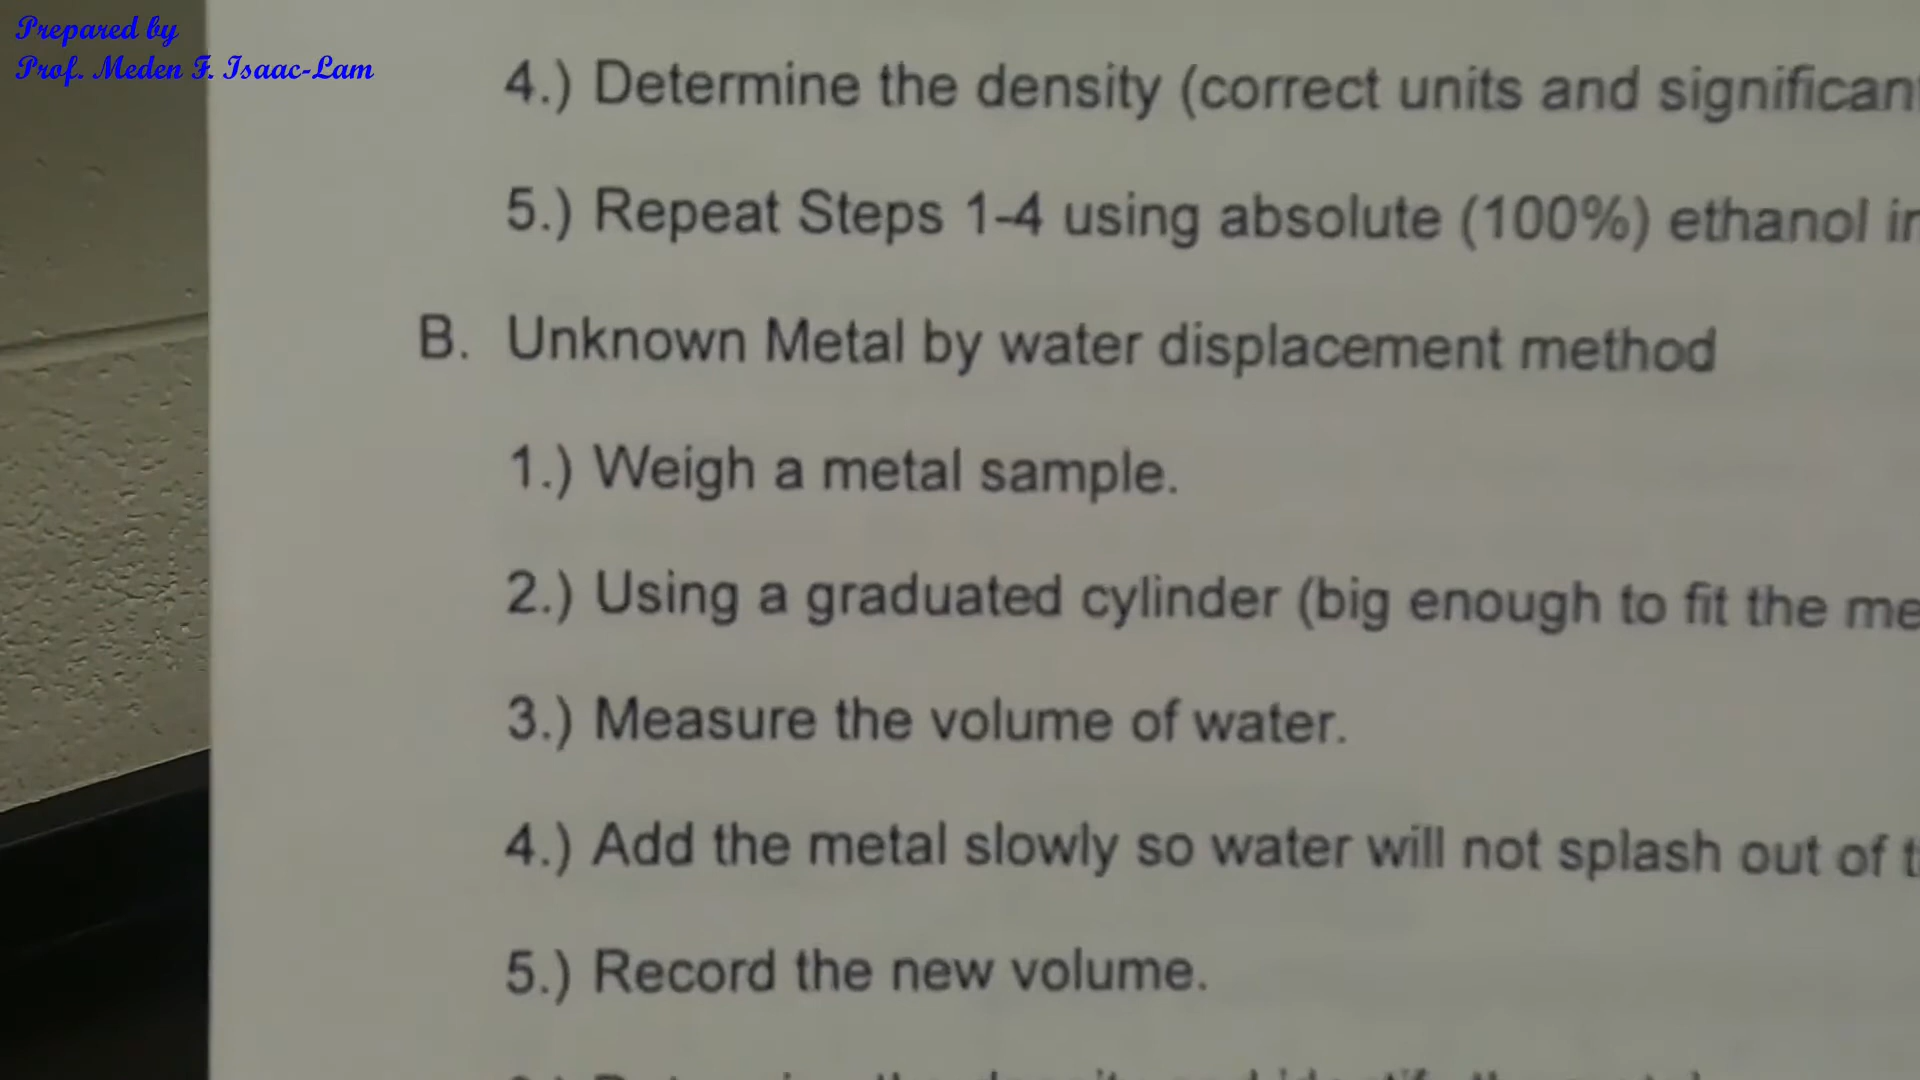 Prepared by
Prof. Meden F. Isaac-Lam
4.) Determine the density (correct units and significant
5.) Repeat Steps 1-4 using absolute (100%) ethanol
B. Unknown Metal by water displacement method
1.) Weigh a metal sample.
2.) Using a graduated cylinder (big enough to fit the
3.) Measure the volume of water.
4.) Add the metal slowly so water will not splash out of
5.) Record the new volume.